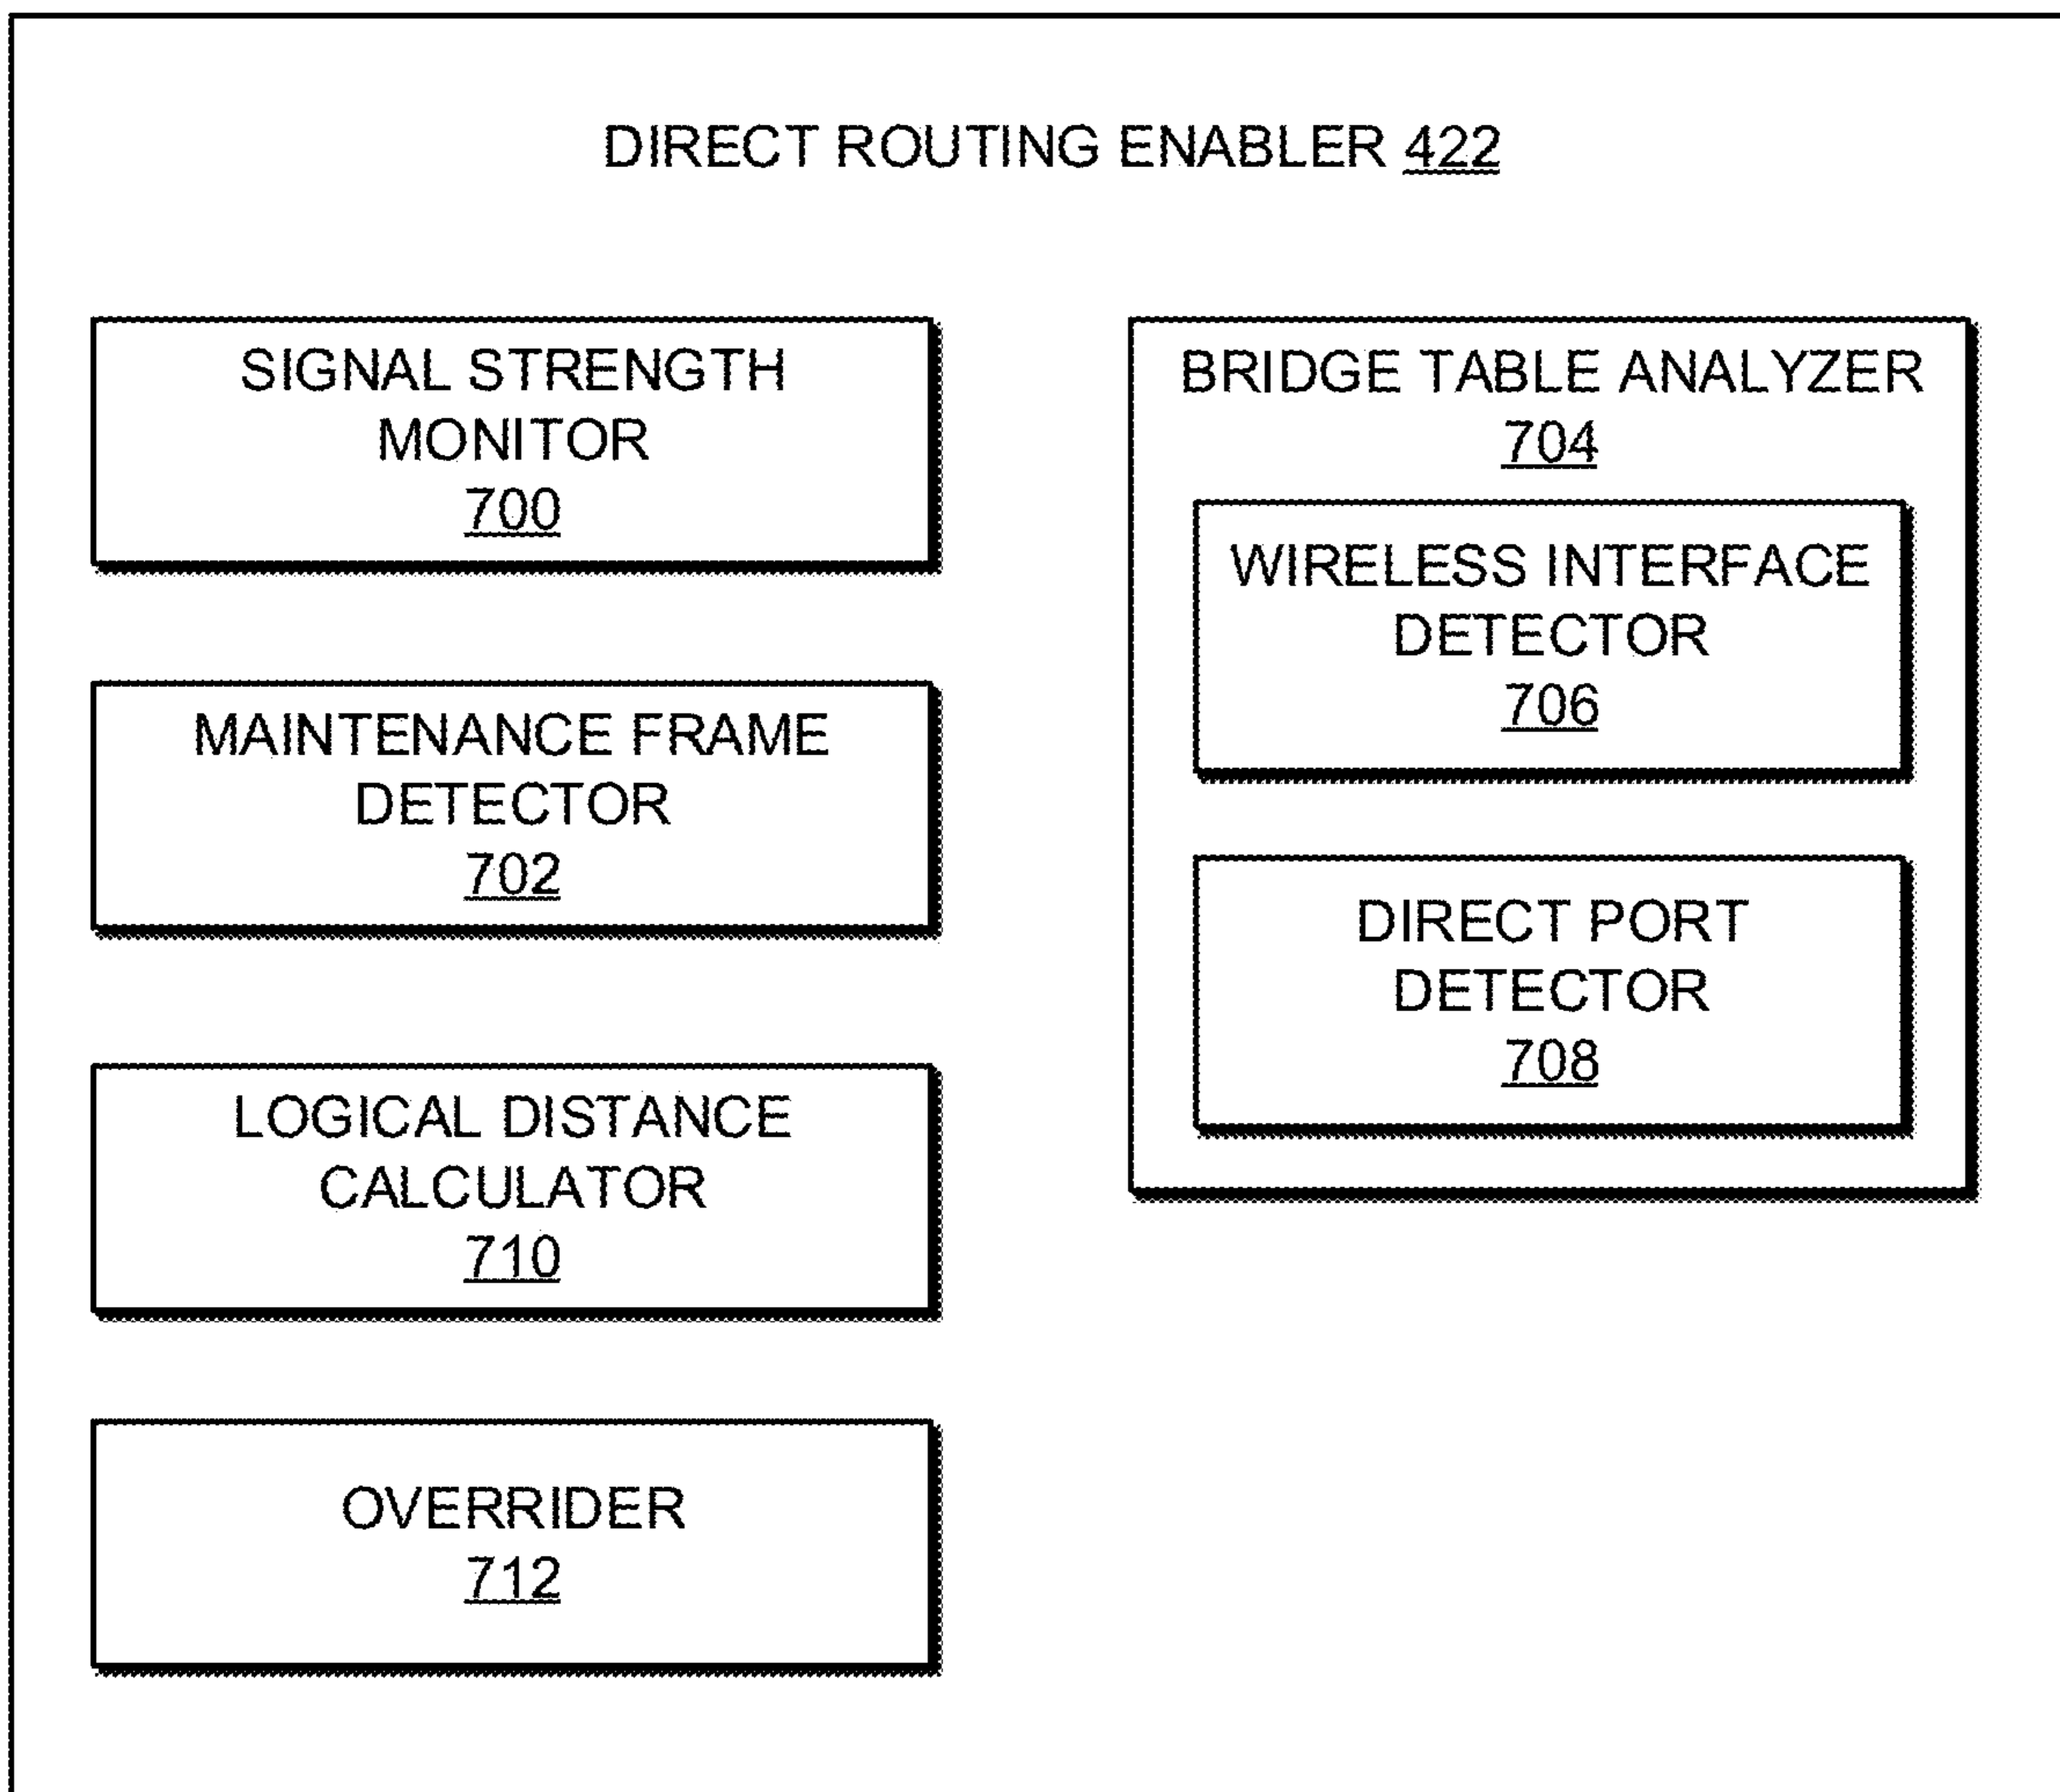 DIRECT ROUTING ENABLER 422
SIGNAL STRENGTH
MONITOR
700
MAINTENANCE FRAME
DETECTOR
702
LOGICAL DISTANCE
CALCULATOR
710
OVERRIDER
712
BRIDGE TABLE ANALYZER
704
WIRELESS INTERFACE
DETECTOR
706
DIRECT PORT
DETECTOR
708